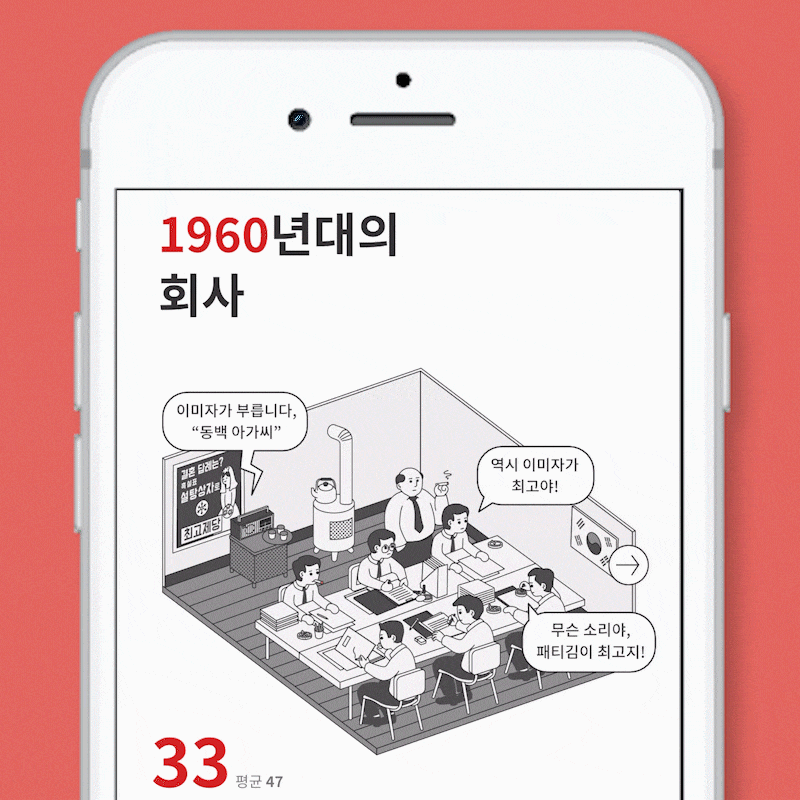 1960년대의
회사
이미자가 부릅니다,
“동백 아가씨”
역시 이미자가
최고야!
결혼 답례는?
설탕상자로
최고제당
무슨 소리야,
패티김이 최고지!
33 평균 47